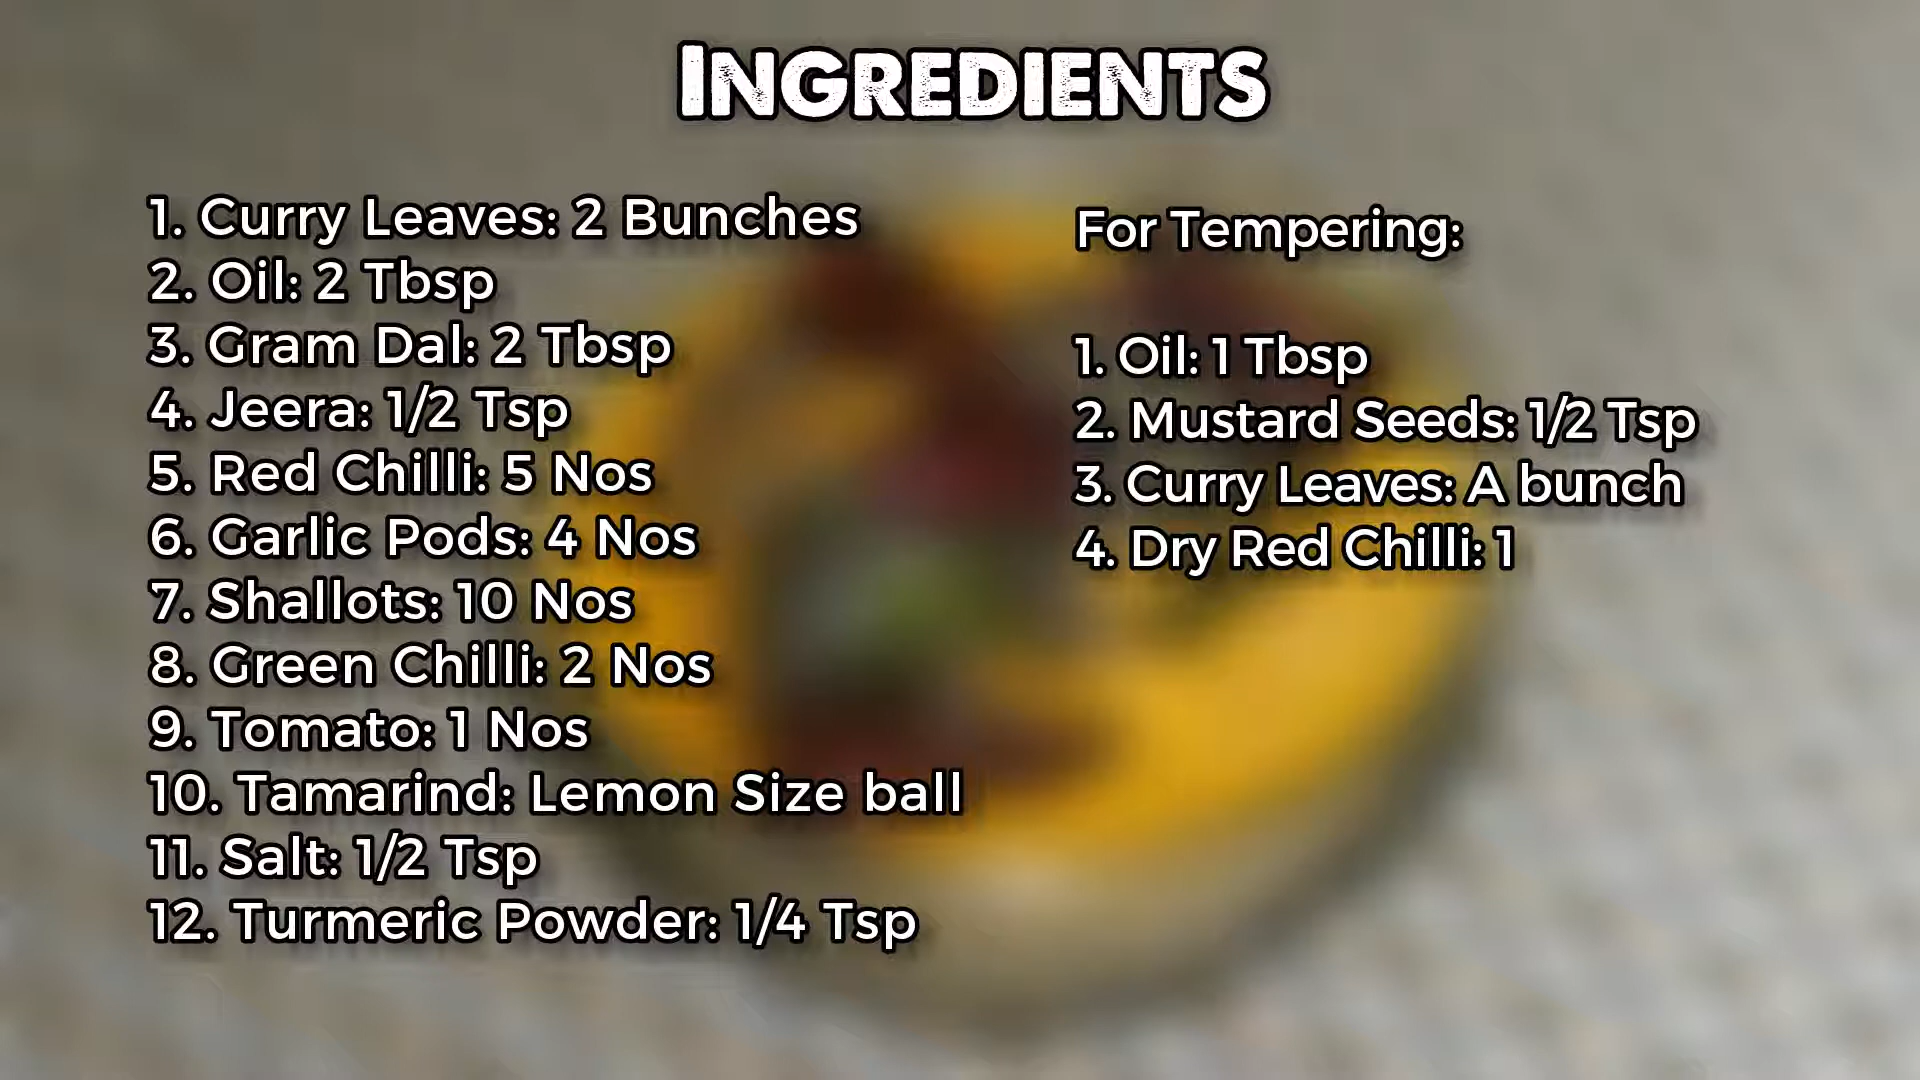 INGREDIENTS
1. Curry Leaves: 2 Bunches
2. Oil: 2 Tbsp
3. Gram Dal: 2 Tbsp
4. Jeera: 1/2 Tsp
5. Red Chilli: 5 Nos
6. Garlic Pods: 4 Nos
7. Shallots: 10 Nos
8. Green Chilli: 2 Nos
9. Tomato: 1 Nos
10. Tamarind: Lemon Size ball
11. Salt: 1/2 Tsp
12. Turmeric Powder: 1/4 Tsp
For Tempering:
1. Oil: 1 Tbsp
2. Mustard Seeds: 1/2 Tsp
3. Curry Leaves: A bunch
4. Dry Red Chilli: 1